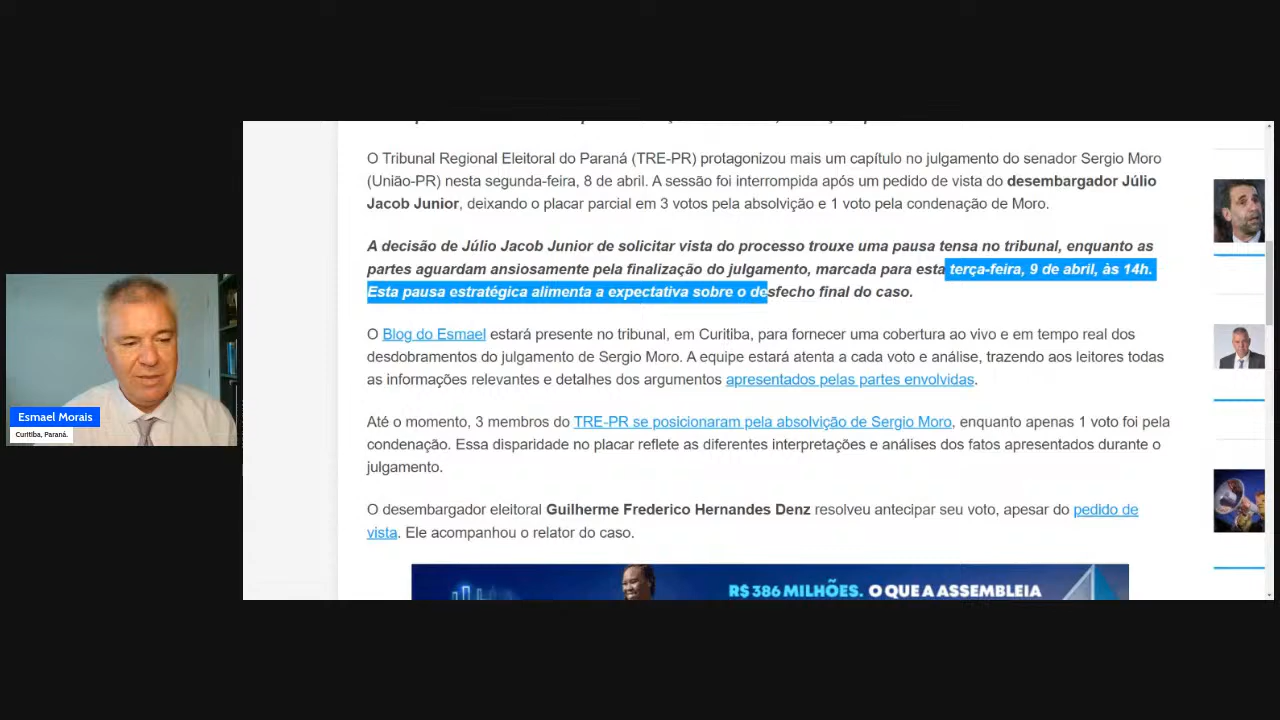 O Tribunal Regional Eleitoral do Paraná (TRE-PR) protagonizou mais um capítulo no julgamento do senador Sergio Moro
(União-PR) nesta segunda-feira, 8 de abril. A sessão foi interrompida após um pedido de vista do desembargador Júlio
Jacob Junior, deixando o placar parcial em 3 votos pela absolvição e 1 voto pela condenação de Moro.
A decisão de Júlio Jacob Junior de solicitar vista do processo trouxe uma pausa tensa no tribunal, enquanto as
partes aguardam ansiosamente pela finalização do julgamento, marcada para esta terça-feira, 9 de abril, às 14h.
Esta pausa estratégica alimenta a expectativa sobre o desfecho final do caso.
O Blog do Esmael estará presente no tribunal, em Curitiba, para fornecer uma cobertura ao vivo e em tempo real dos
desdobramentos do julgamento de Sergio Moro. A equipe estará atenta a cada voto e análise, trazendo aos leitores todas
as informações relevantes e detalhes dos argumentos apresentados pelas partes envolvidas.
Até o momento, 3 membros do TRE-PR se posicionaram pela absolvição de Sergio Moro, enquanto apenas 1 voto foi pela
condenação. Essa disparidade no placar reflete as diferentes interpretações e análises dos fatos apresentados durante o
julgamento.
O desembargador eleitoral Guilherme Frederico Hernandes Denz resolveu antecipar seu voto, apesar do pedido de
vista. Ele acompanhou o relator do caso.
R$ 386 MILHÕES. O QUE A ASSEMBLEIA
Esmael Morais
Curitiba, Paraná.